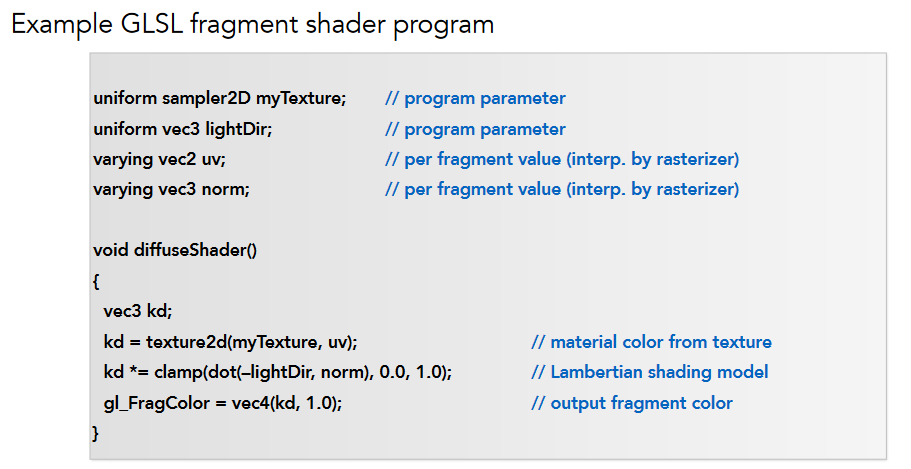 Example GLSL fragment shader program
uniform sampler2D myTexture; // program parameter
uniform vec3 lightDir; // program parameter
varying vec2 uv; // per fragment value (interp. by rasterizer)
varying vec3 norm; // per fragment value (interp. by rasterizer)
void diffuseShader()
{
vec3 kd;
kd = texture2d(myTexture, uv); // material color from texture
kd *= clamp(dot(–lightDir, norm), 0.0, 1.0); // Lambertian shading model
gl_FragColor = vec4(kd, 1.0); // output fragment color
}